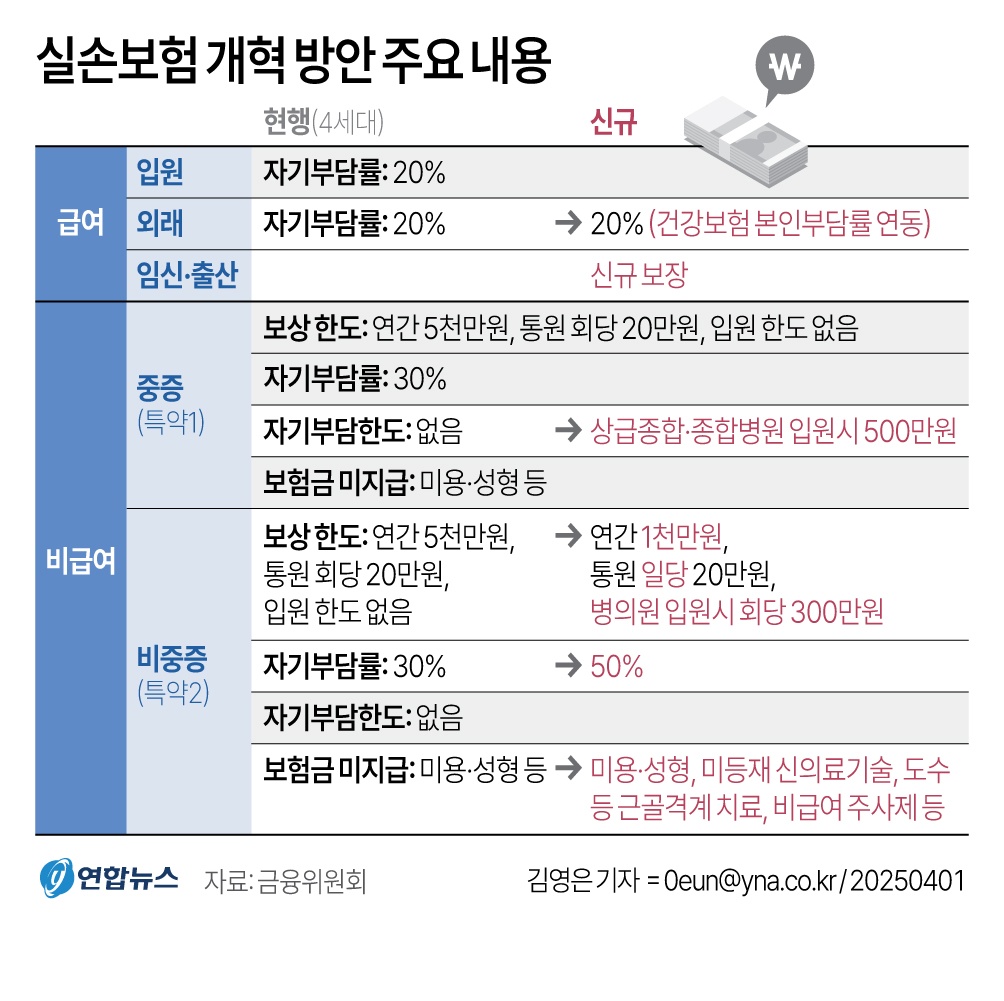 실손보험 개혁 방안 주요 내용
₩
현행(4세대) 신규
급여
입원 자기부담률: 20%
외래 자기부담률: 20% → 20% (건강보험 본인부담률 연동)
임신·출산 신규 보장
비급여
중증
(특약1)
보상 한도: 연간 5천만원, 통원 회당 20만원, 입원 한도 없음
자기부담률: 30%
자기부담한도: 없음 → 상급종합·종합병원 입원시 500만원
보험금 미지급: 미용·성형 등
비중증
(특약2)
보상 한도: 연간 5천만원, → 연간 1천만원,
통원 회당 20만원, 통원 일당 20만원,
입원 한도 없음 병의원 입원시 회당 300만원
자기부담률: 30% → 50%
자기부담한도: 없음
보험금 미지급: 미용·성형 등 → 미용·성형, 미등재 신의료기술, 도수
등 근골격계 치료, 비급여 주사제 등
연합뉴스 자료: 금융위원회 김영은 기자 = 0eun@yna.co.kr / 20250401